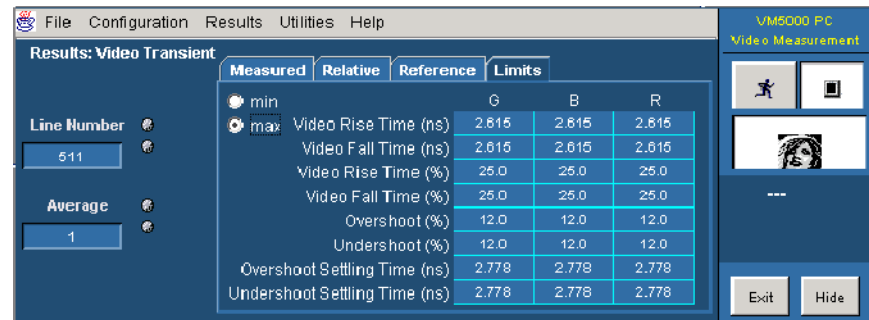 File Configuration Results Utilities Help
VM5000 PC
Video Measurement
Results: Video Transient
Measured Relative Reference Limits
min G B R
max Video Rise Time (ns) 2.615 2.615 2.615
Video Fall Time (ns) 2.615 2.615 2.615
Video Rise Time (%) 25.0 25.0 25.0
Video Fall Time (%) 25.0 25.0 25.0
Overshoot (%) 12.0 12.0 12.0
Undershoot (%) 12.0 12.0 12.0
Overshoot Settling Time (ns) 2.778 2.778 2.778
Undershoot Settling Time (ns) 2.778 2.778 2.778
Line Number
511
Average
1
---
Exit Hide